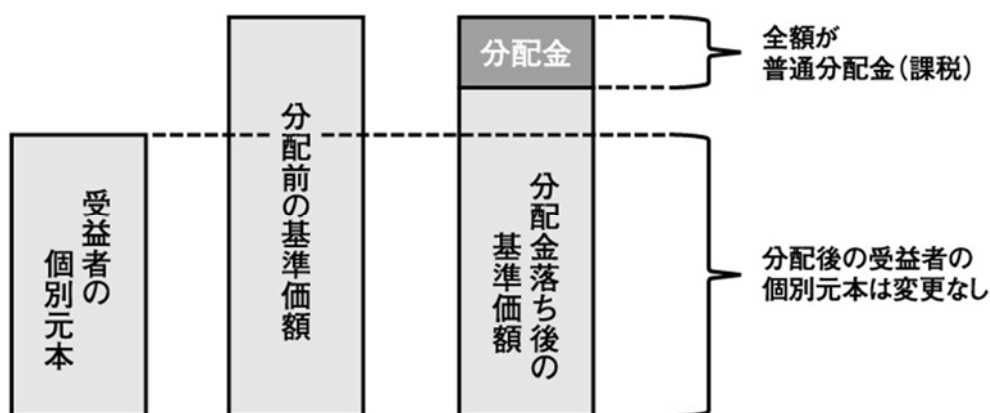 受益者の
個別元本
分配前の基準価額
分配金
分配金落ち後の
基準価額
全額が
普通分配金（課税）
分配後の受益者の
個別元本は変更なし